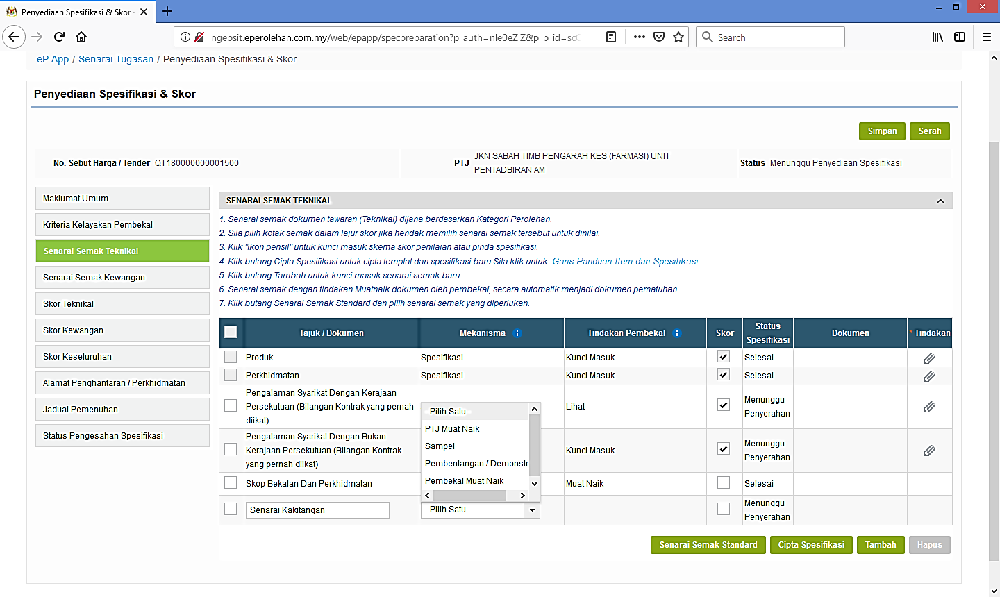 Penyediaan Spesifikasi & Skor -
ngepsit.eperolehan.com.my/web/epapp/specpreparation?p_auth=nIe0eZIZ&p_p_id=scC
Search
eP App / Senarai Tugasan / Penyediaan Spesifikasi & Skor
Penyediaan Spesifikasi & Skor
Simpan
Serah
No. Sebut Harga / Tender QT180000000001500
PTJ
JKN SABAH TIMB PENGARAH KES (FARMASI) UNIT
PENTADBIRAN AM
Status Menunggu Penyediaan Spesifikasi
Maklumat Umum
Kriteria Kelayakan Pembekal
Senarai Semak Teknikal
Senarai Semak Kewangan
Skor Teknikal
Skor Kewangan
Skor Keseluruhan
Alamat Penghantaran / Perkhidmatan
Jadual Pemenuhan
Status Pengesahan Spesifikasi
SENARAI SEMAK TEKNIKAL
1. Senarai semak dokumen tawaran (Teknikal) dijana berdasarkan Kategori Perolehan.
2. Sila pilih kotak semak dalam lajur skor jika hendak memilih senarai semak tersebut untuk dinilai.
3. Klik "ikon pensil" untuk kunci masuk skema skor penilaian atau pinda spesifikasi.
4. Klik butang Cipta Spesifikasi untuk cipta templat dan spesifikasi baru.Sila klik untuk Garis Panduan Item dan Spesifikasi.
5. Klik butang Tambah untuk kunci masuk senarai semak baru.
6. Senarai semak dengan tindakan Muatnaik dokumen oleh pembekal, secara automatik menjadi dokumen pematuhan.
7. Klik butang Senarai Semak Standard dan pilih senarai semak yang diperlukan.
Tajuk / Dokumen
Mekanisma i
Tindakan Pembekal i
Skor
Status
Spesifikasi
Dokumen
* Tindakan
Produk
Spesifikasi
Kunci Masuk
Selesai
Perkhidmatan
Spesifikasi
Kunci Masuk
Selesai
Pengalaman Syarikat Dengan Kerajaan
Persekutuan (Bilangan Kontrak yang pernah
diikat)
Lihat
Menunggu
Penyerahan
Pengalaman Syarikat Dengan Bukan
Kerajaan Persekutuan (Bilangan Kontrak
yang pernah diikat)
Kunci Masuk
Menunggu
Penyerahan
- Pilih Satu -
PTJ Muat Naik
Sampel
Pembentangan / Demonstr
Pembekal Muat Naik
Skop Bekalan Dan Perkhidmatan
Muat Naik
Selesai
Senarai Kakitangan
- Pilih Satu -
Menunggu
Penyerahan
Senarai Semak Standard
Cipta Spesifikasi
Tambah
Hapus